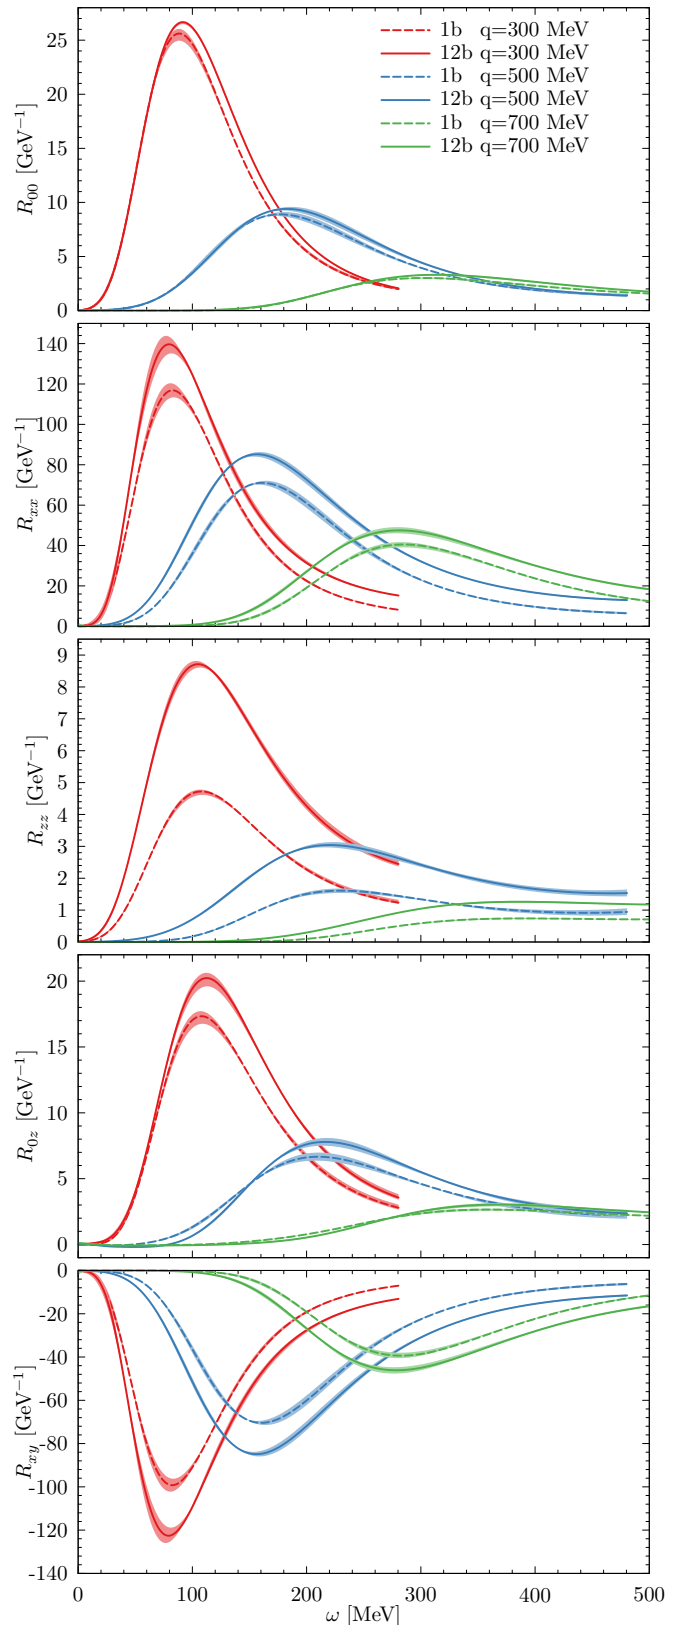 25
20
15
10
5
0
R₀₀ [GeV⁻¹]
1b q=300 MeV
12b q=300 MeV
1b q=500 MeV
12b q=500 MeV
1b q=700 MeV
12b q=700 MeV
140
120
100
80
60
40
20
0
Rₓₓ [GeV⁻¹]
9
8
7
6
5
4
3
2
1
0
R_zz [GeV⁻¹]
20
15
10
5
0
R_0z [GeV⁻¹]
0
-20
-40
-60
-80
-100
-120
-140
R_xy [GeV⁻¹]
0 100 200 300 400 500
ω [MeV]